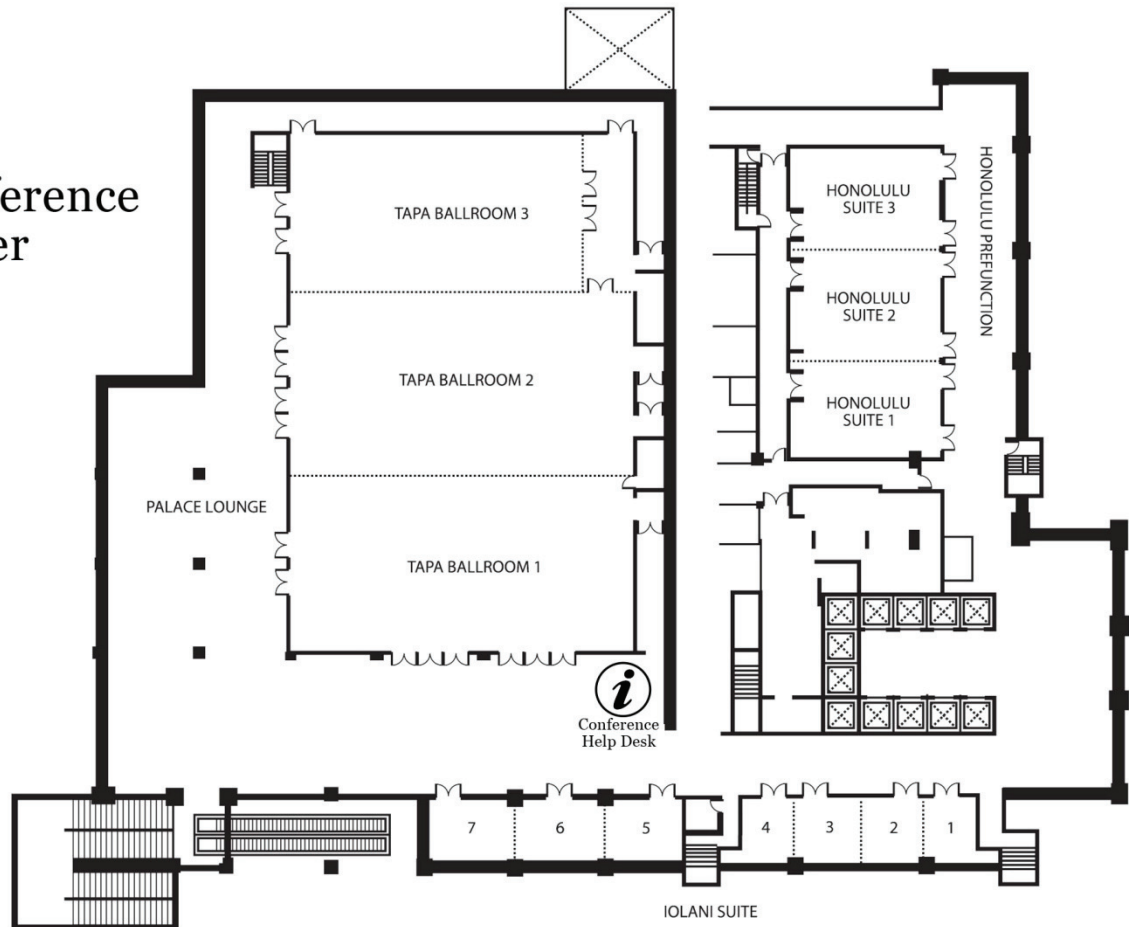 ference
er
TAPA BALLROOM 3
TAPA BALLROOM 2
TAPA BALLROOM 1
PALACE LOUNGE
HONOLULU
SUITE 3
HONOLULU
SUITE 2
HONOLULU
SUITE 1
HONOLULU PREFUNCTION
i
Conference
Help Desk
7
6
5
4
3
2
1
IOLANI SUITE